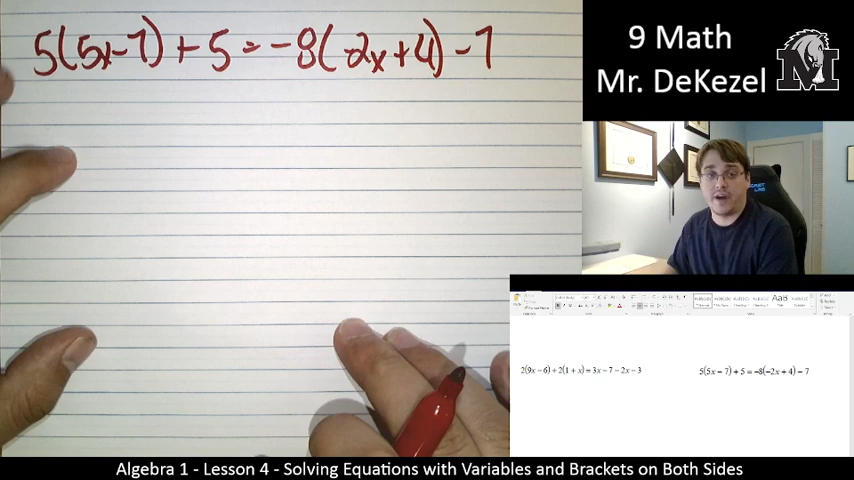 5(5x-7) + 5 = -8(-2x+4) - 7
9 Math
Mr. DeKezel
M
2(9x − 6) + 2(1 + x) = 3x − 7 − 2x − 3
5(5x − 7) + 5 = −8(−2x + 4) − 7
Algebra 1 - Lesson 4 - Solving Equations with Variables and Brackets on Both Sides